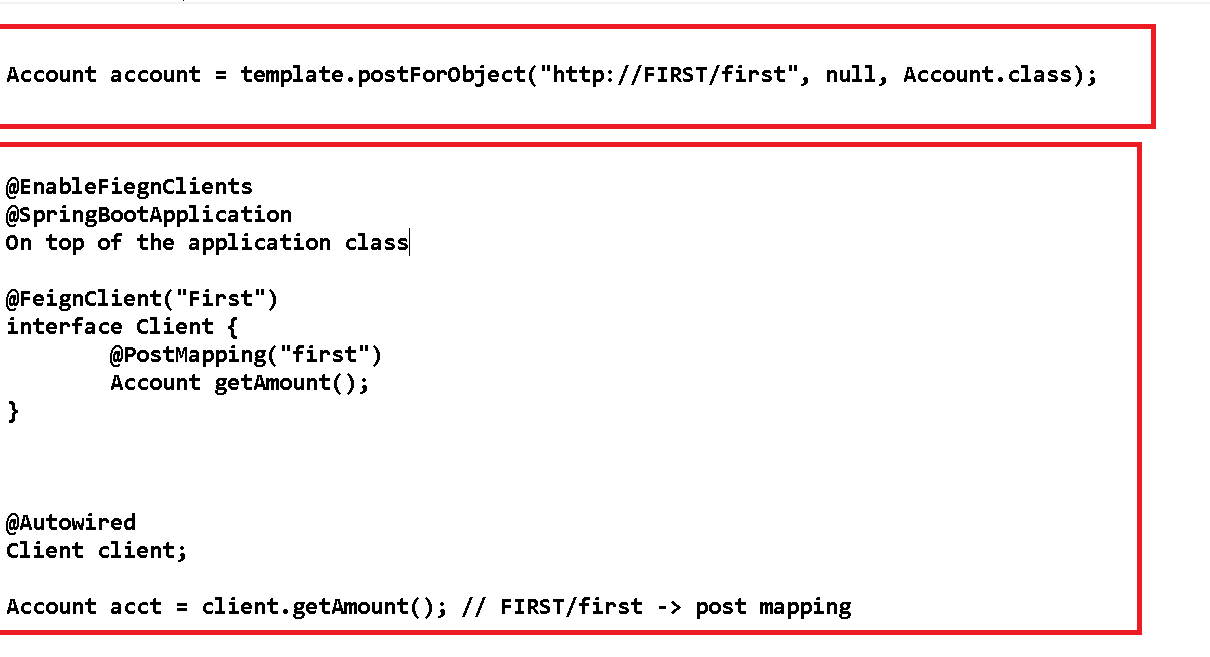 Account account = template.postForObject("http://FIRST/first", null, Account.class);
@EnableFiegnClients
@SpringBootApplication
On top of the application class
@FeignClient("First")
interface Client {
@PostMapping("first")
Account getAmount();
}
@Autowired
Client client;
Account acct = client.getAmount(); // FIRST/first -> post mapping